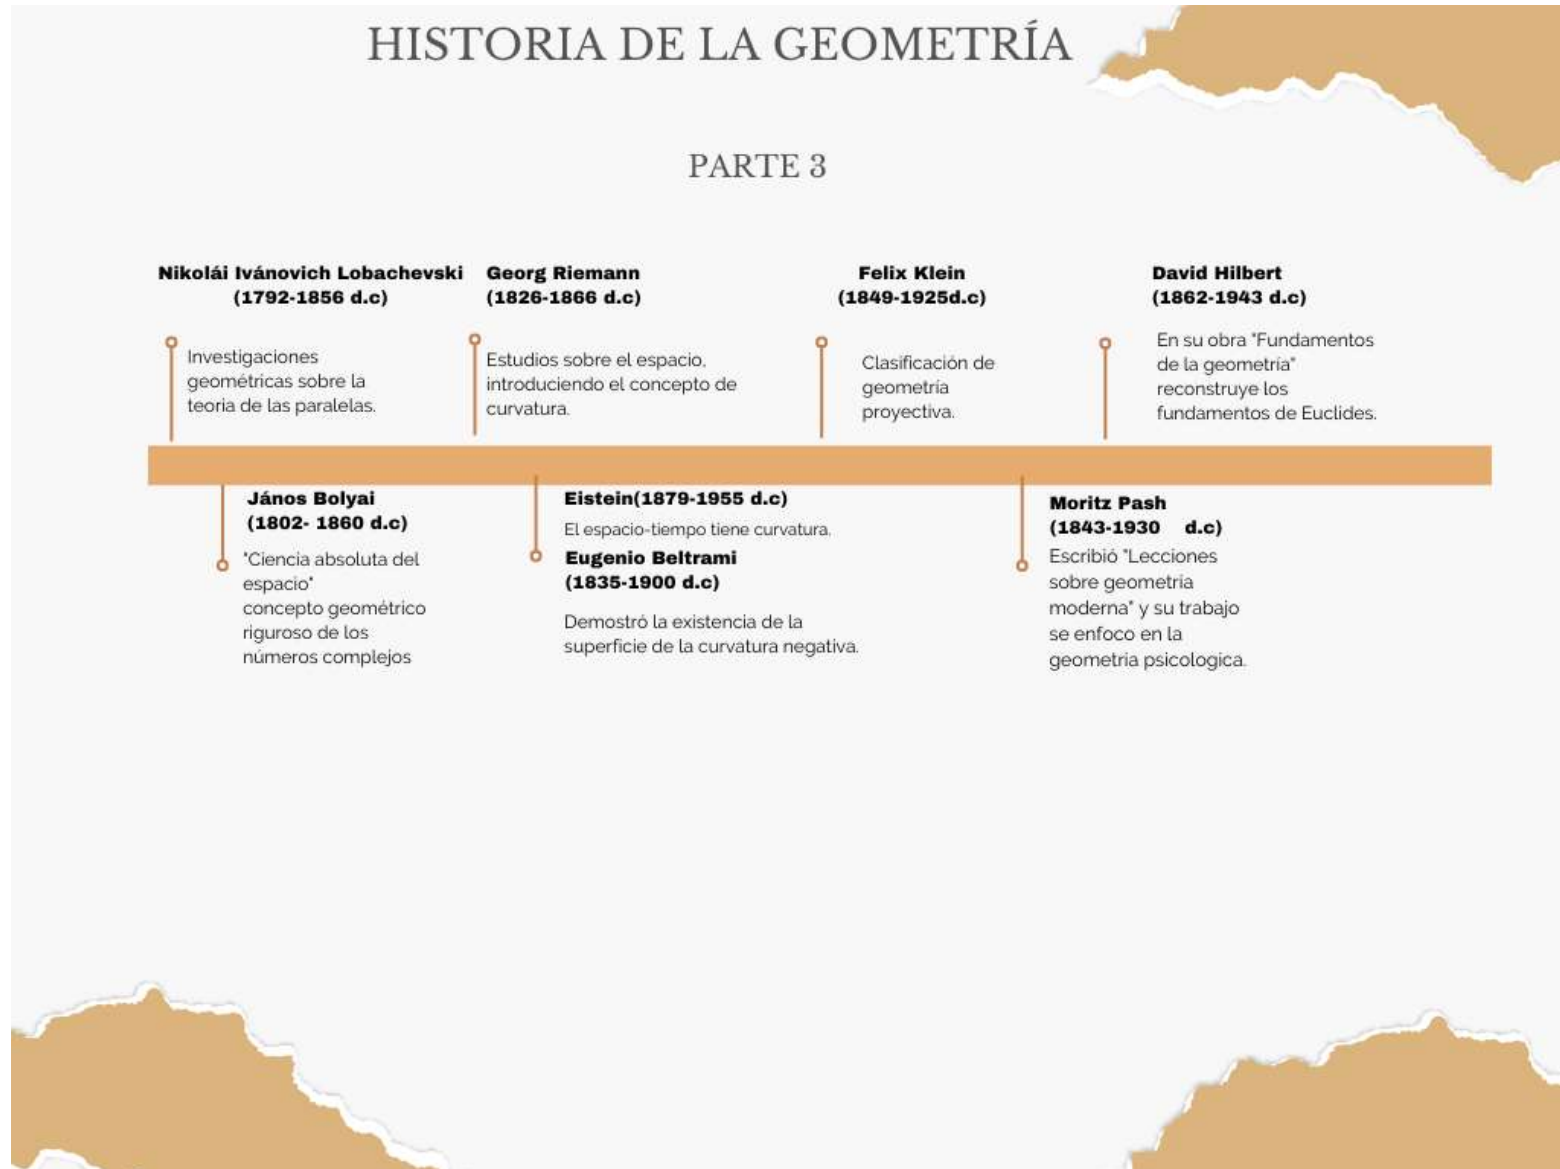 HISTORIA DE LA GEOMETRÍA
PARTE 3
Nikolái Ivánovich Lobachevski
(1792-1856 d.c)
Investigaciones
geométricas sobre la
teoria de las paralelas.
Georg Riemann
(1826-1866 d.c)
Estudios sobre el espacio,
introduciendo el concepto de
curvatura.
Felix Klein
(1849-1925d.c)
Clasificación de
geometría
proyectiva.
David Hilbert
(1862-1943 d.c)
En su obra "Fundamentos
de la geometría"
reconstruye los
fundamentos de Euclides.
János Bolyai
(1802- 1860 d.c)
"Ciencia absoluta del
espacio"
concepto geométrico
riguroso de los
números complejos
Eistein(1879-1955 d.c)
El espacio-tiempo tiene curvatura.
Eugenio Beltrami
(1835-1900 d.c)
Demostró la existencia de la
superficie de la curvatura negativa.
Moritz Pash
(1843-1930 d.c)
Escribió "Lecciones
sobre geometria
moderna" y su trabajo
se enfoco en la
geometria psicologica.